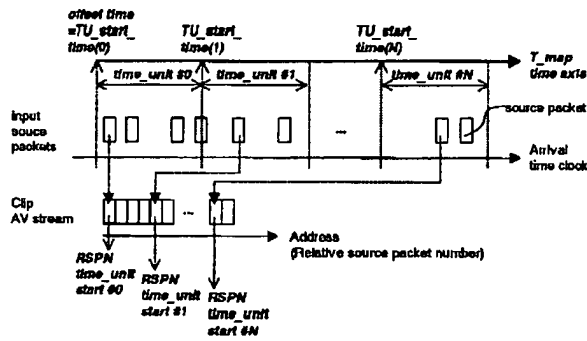 offset time
=TU_start_
time(0)
TU_start_
time(1)
TU_start_
time(N)
T_map
time axis
time_unit #0
time_unit #1
time_unit #N
source packet
Input
souce
packets
...
Arrival
time clock
Clip
AV stream
...
Address
(Relative source packet number)
RSPN
time_unit
start #0
RSPN
time_unit
start #1
RSPN
time_unit
start #N